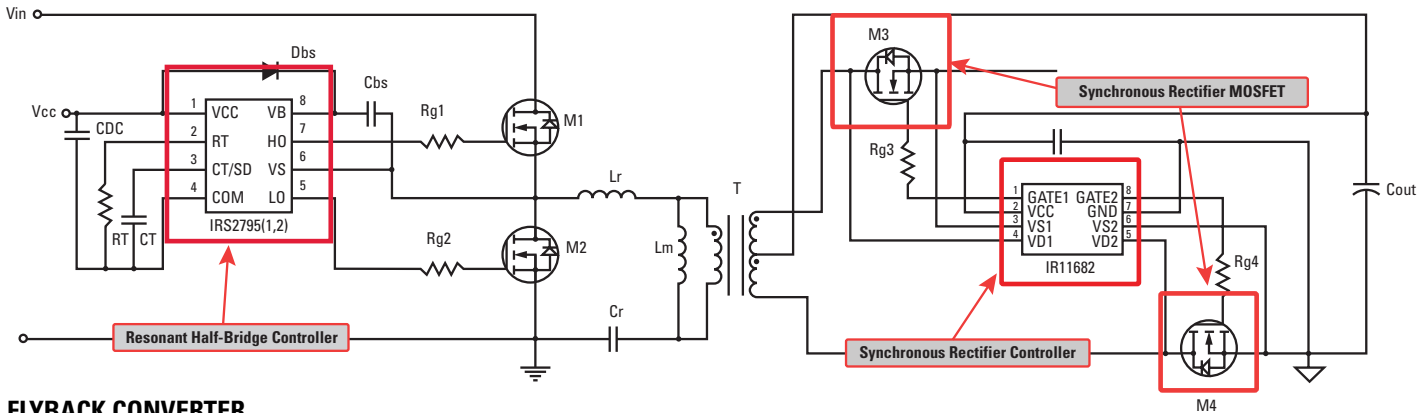 Vin
Vcc
CDC
Dbs
Cbs
1 VCC VB 8
2 RT HO 7
3 CT/SD VS 6
4 COM LO 5
IRS2795(1,2)
RT CT
Rg1
Rg2
M1
M2
Lr
Lm
Cr
T
Resonant Half-Bridge Controller
M3
Synchronous Rectifier MOSFET
Rg3
1 GATE1 GATE2 8
2 VCC GND 7
3 VS1 VS2 6
4 VD1 VD2 5
IR11682
Rg4
Cout
Synchronous Rectifier Controller
M4
FLYBACK CONVERTER